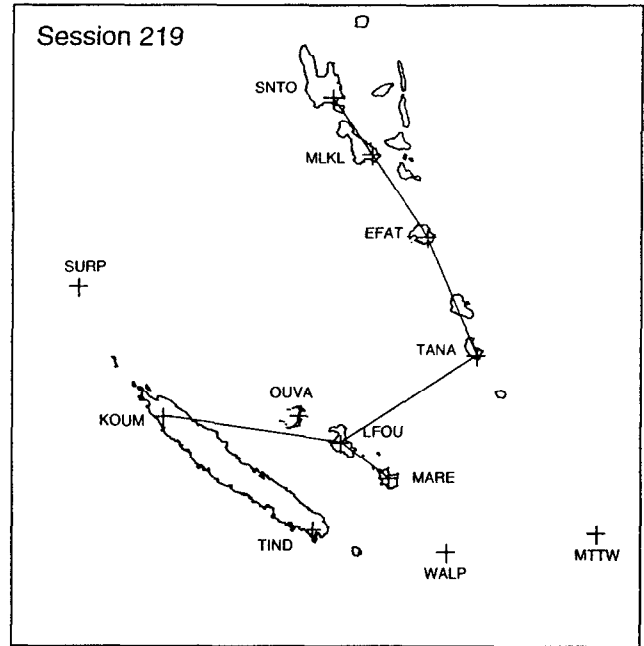 Session 219
SNTO
MLKL
EFAT
SURP
TANA
OUVA
KOUM
LFOU
MARE
TIND
WALP
MTTW